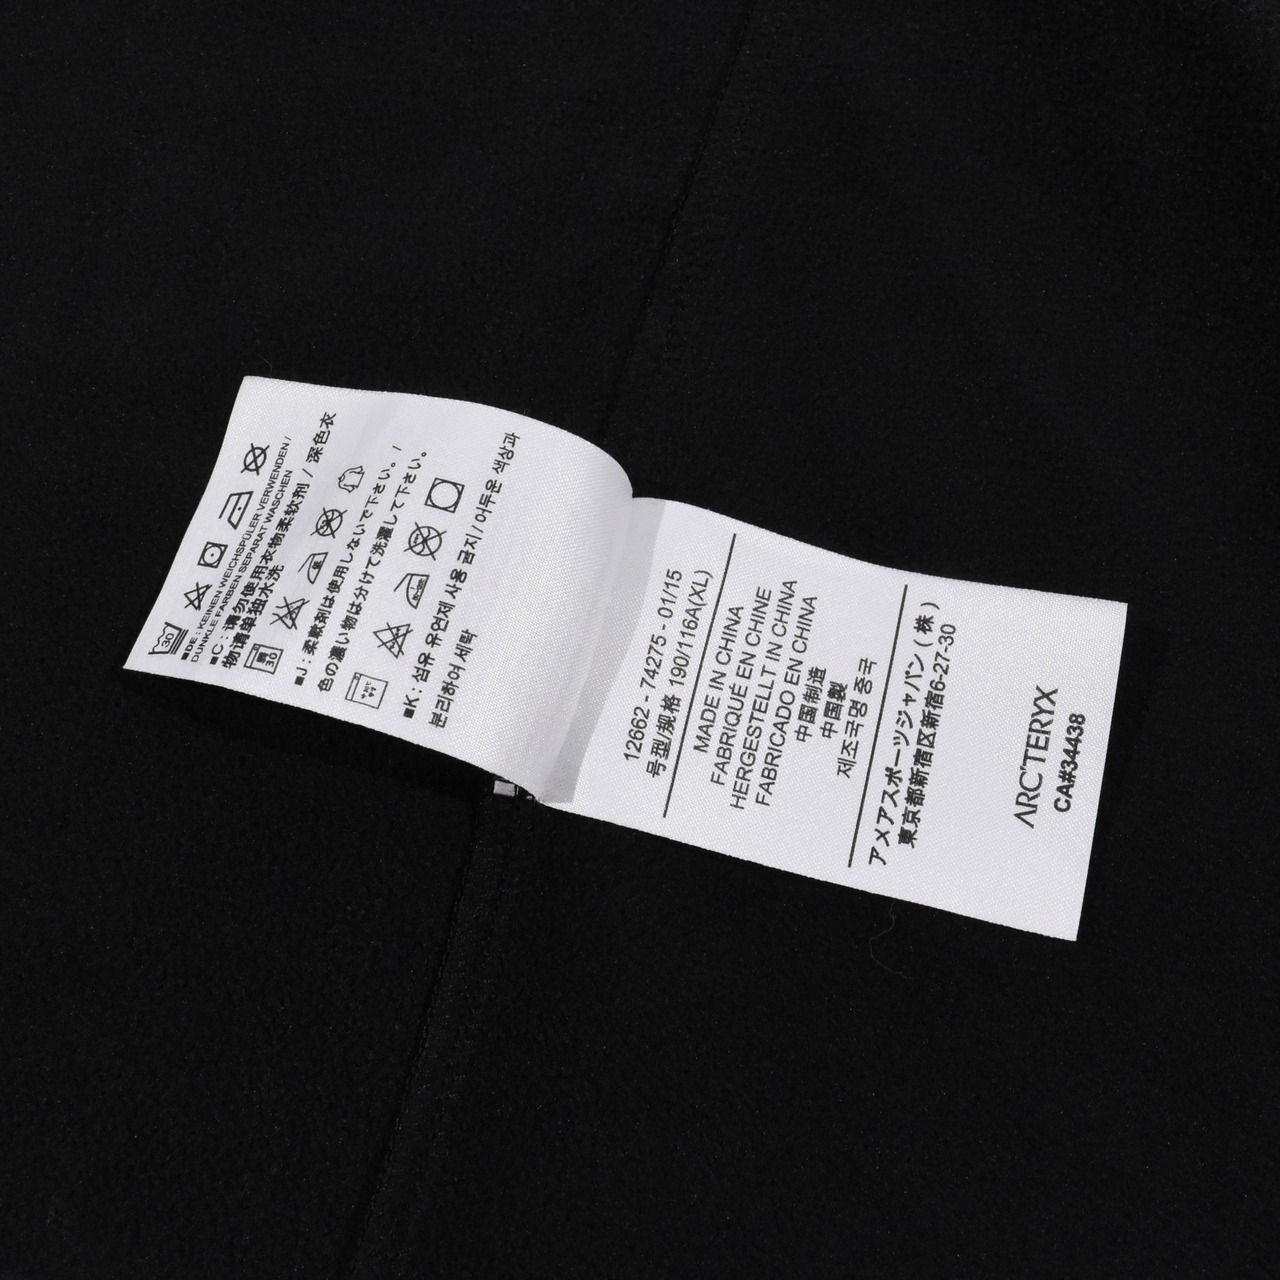 30
■DE : KEINEN WEICHSPÜLER VERWENDEN /
DUNKLE FARBEN SEPARAT WASCHEN
■C : 请勿使用衣物柔软剂 / 深色衣
物请单独水洗
30
■J : 柔軟剤は使用しないで下さい。 /
色の濃い物は分けて洗濯して下さい。
■K : 섬유 유연제 사용 금지/ 어두운 색상과
분리하여 세탁
12662 - 74275 - 01/15
号型/规格 190/116A(XL)
MADE IN CHINA
FABRIQUÉ EN CHINE
HERGESTELLT IN CHINA
FABRICADO EN CHINA
中国制造
中国製
제조국명 중국
アメアスポーツジャパン ( 株 )
東京都新宿区新宿6-27-30
ARC'TERYX
CA#34438